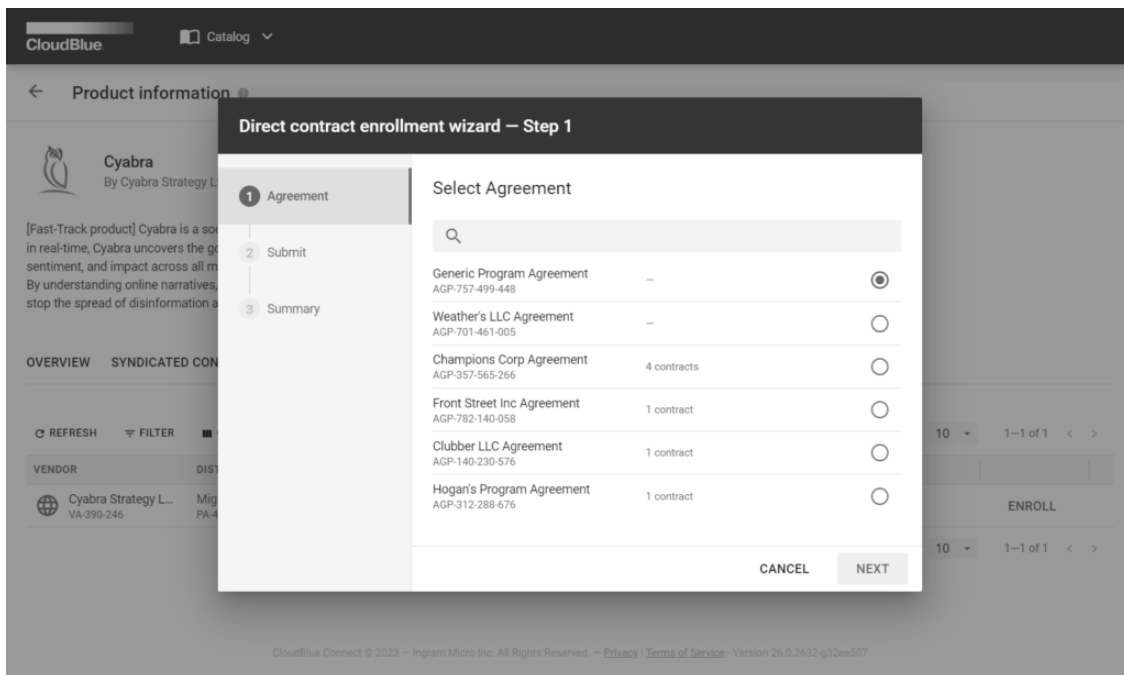 CloudBlue
Catalog
Product information
Direct contract enrollment wizard — Step 1
Cyabra
By Cyabra Strategy L
[Fast-Track product] Cyabra is a so
in real-time, Cyabra uncovers the go
sentiment, and impact across all m
By understanding online narratives,
stop the spread of disinformation a
OVERVIEW SYNDICATED CON
1 Agreement
2 Submit
3 Summary
Select Agreement
Generic Program Agreement –
AGP-757-499-448
Weather's LLC Agreement –
AGP-701-461-005
Champions Corp Agreement 4 contracts
AGP-357-565-266
Front Street Inc Agreement 1 contract
AGP-782-140-058
Clubber LLC Agreement 1 contract
AGP-140-230-576
Hogan's Program Agreement 1 contract
AGP-312-288-676
CANCEL NEXT
REFRESH FILTER 10 1–1 of 1
VENDOR DIST
Cyabra Strategy L... Mig ENROLL
VA-390-246 PA-4
10 1–1 of 1
CloudBlue Connect © 2023 — Ingram Micro Inc. All Rights Reserved. — Privacy | Terms of Service - Version 26.0.2632-g32ea507